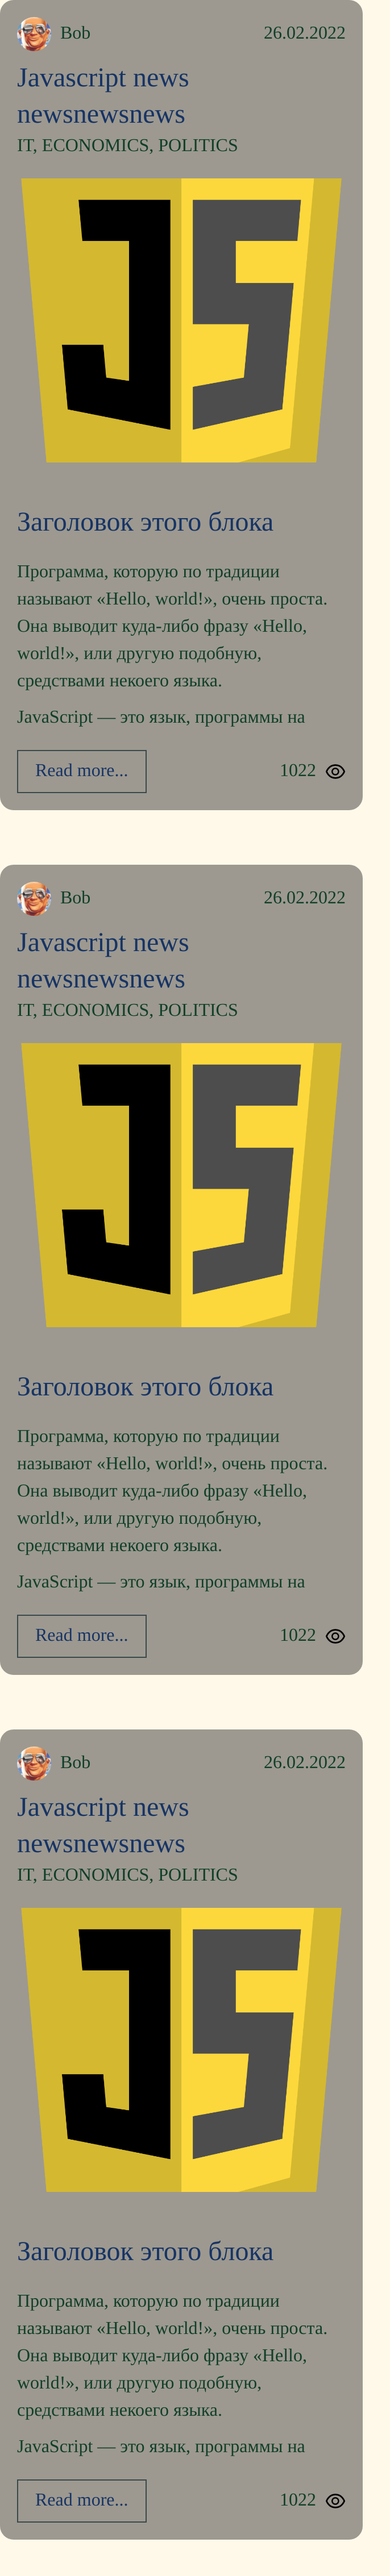 Bob 26.02.2022
Javascript news
newsnewsnews
IT, ECONOMICS, POLITICS
JS
Заголовок этого блока
Программа, которую по традиции
называют «Hello, world!», очень проста.
Она выводит куда-либо фразу «Hello,
world!», или другую подобную,
средствами некоего языка.
JavaScript — это язык, программы на
Read more... 1022
Bob 26.02.2022
Javascript news
newsnewsnews
IT, ECONOMICS, POLITICS
JS
Заголовок этого блока
Программа, которую по традиции
называют «Hello, world!», очень проста.
Она выводит куда-либо фразу «Hello,
world!», или другую подобную,
средствами некоего языка.
JavaScript — это язык, программы на
Read more... 1022
Bob 26.02.2022
Javascript news
newsnewsnews
IT, ECONOMICS, POLITICS
JS
Заголовок этого блока
Программа, которую по традиции
называют «Hello, world!», очень проста.
Она выводит куда-либо фразу «Hello,
world!», или другую подобную,
средствами некоего языка.
JavaScript — это язык, программы на
Read more... 1022